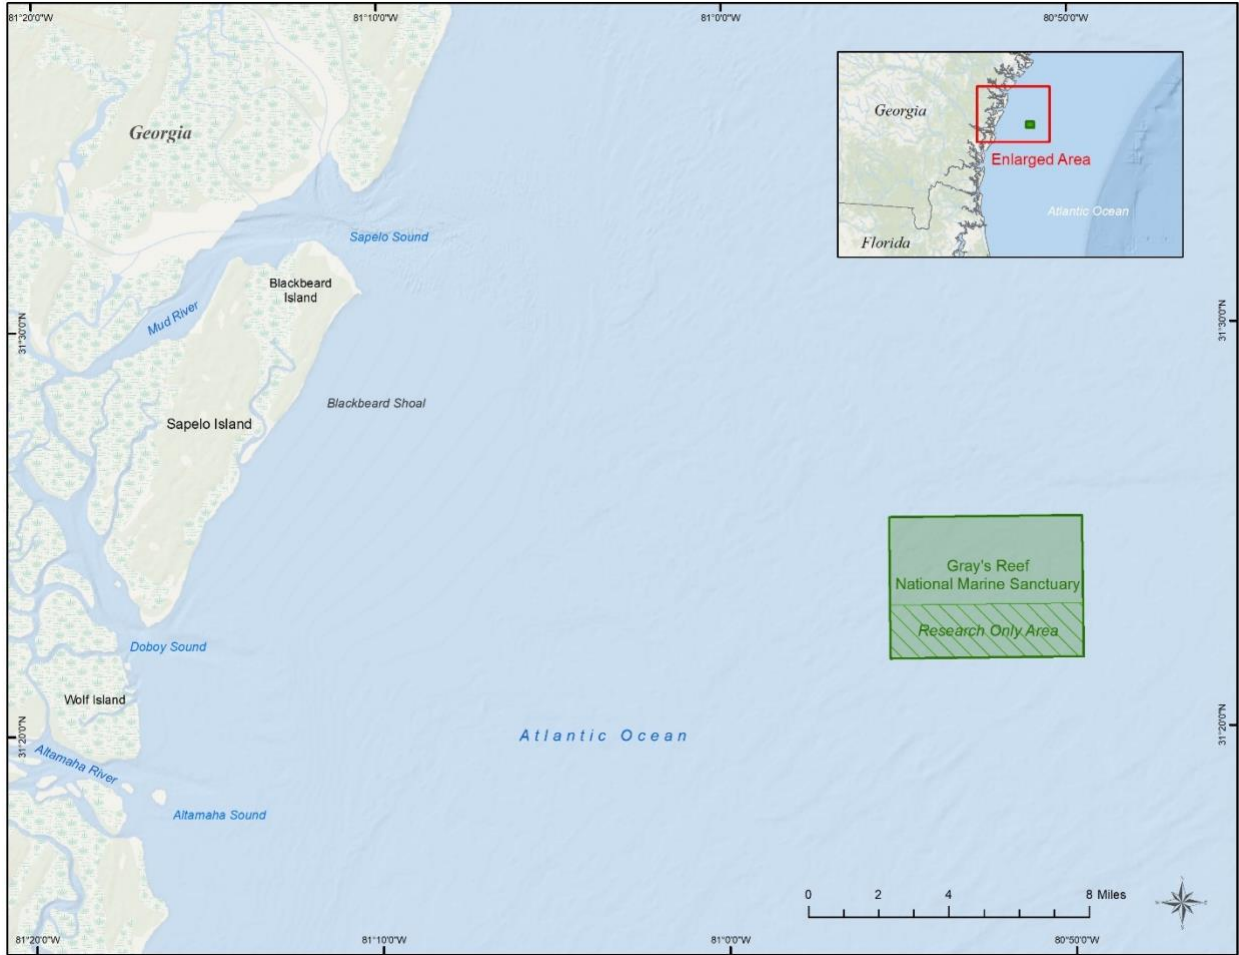 81°20'0"W
81°10'0"W
81°0'0"W
80°50'0"W
Georgia
Georgia
Enlarged Area
Atlantic Ocean
Florida
Sapelo Sound
Blackbeard
Island
Mud River
31°30'0"N
31°30'0"N
Blackbeard Shoal
Sapelo Island
Gray's Reef
National Marine Sanctuary
Research Only Area
Doboy Sound
Wolf Island
31°20'0"N
31°20'0"N
Atlantic Ocean
Altamaha River
Altamaha Sound
0 2 4 8 Miles
81°20'0"W
81°10'0"W
81°0'0"W
80°50'0"W